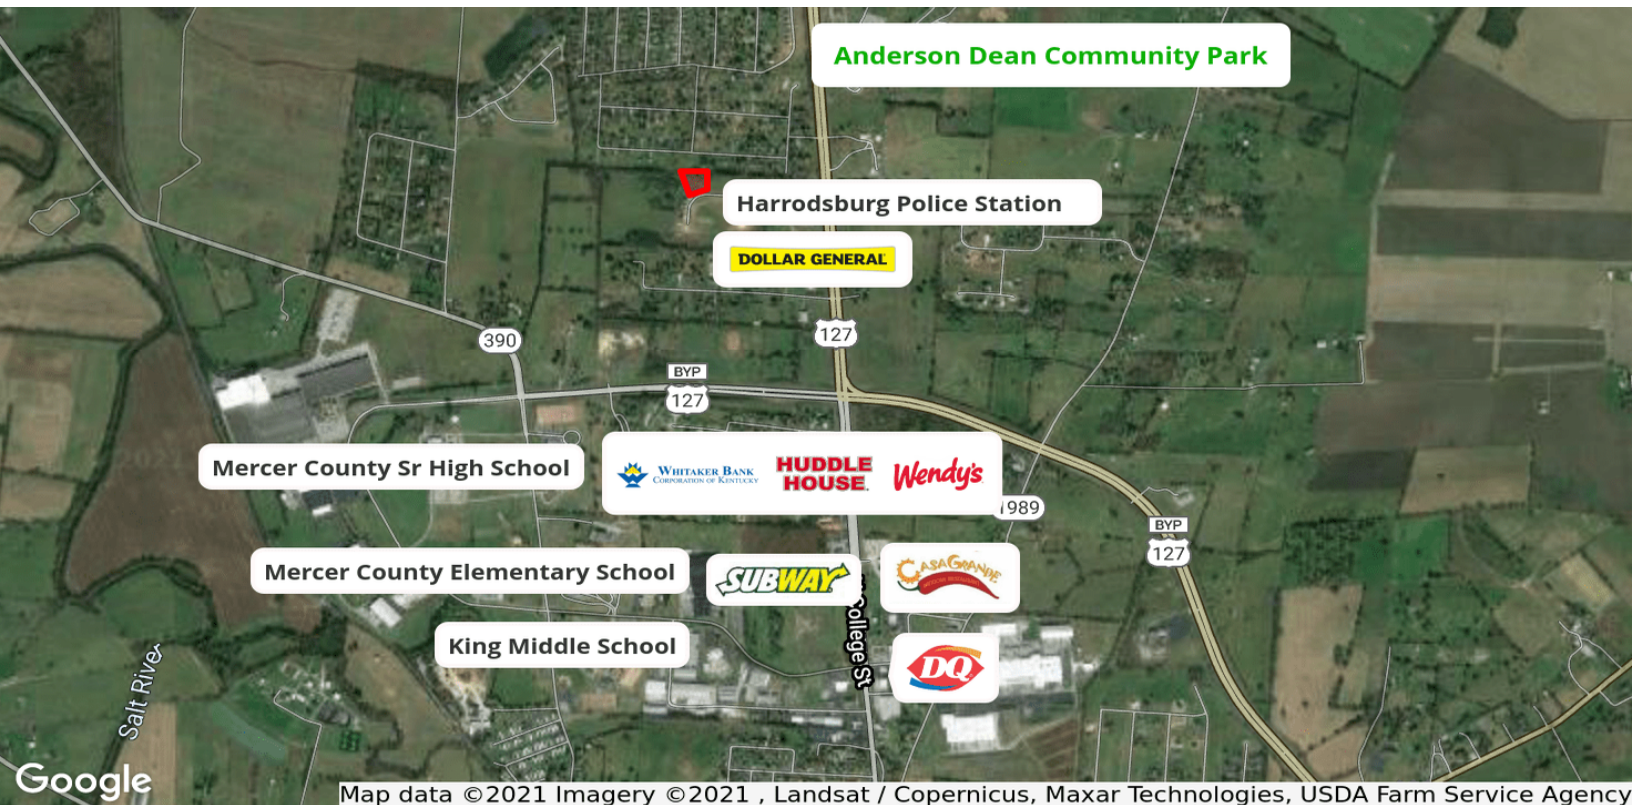 Anderson Dean Community Park
Harrodsburg Police Station
DOLLAR GENERAL
127
390
BYP
127
Mercer County Sr High School
WHITAKER BANK
CORPORATION OF KENTUCKY
HUDDLE
HOUSE
Wendy's
1989
BYP
127
Mercer County Elementary School
SUBWAY
CASA GRANDE
MEXICAN RESTAURANT
College St
King Middle School
DQ
Salt River
Google
Map data ©2021 Imagery ©2021 , Landsat / Copernicus, Maxar Technologies, USDA Farm Service Agency